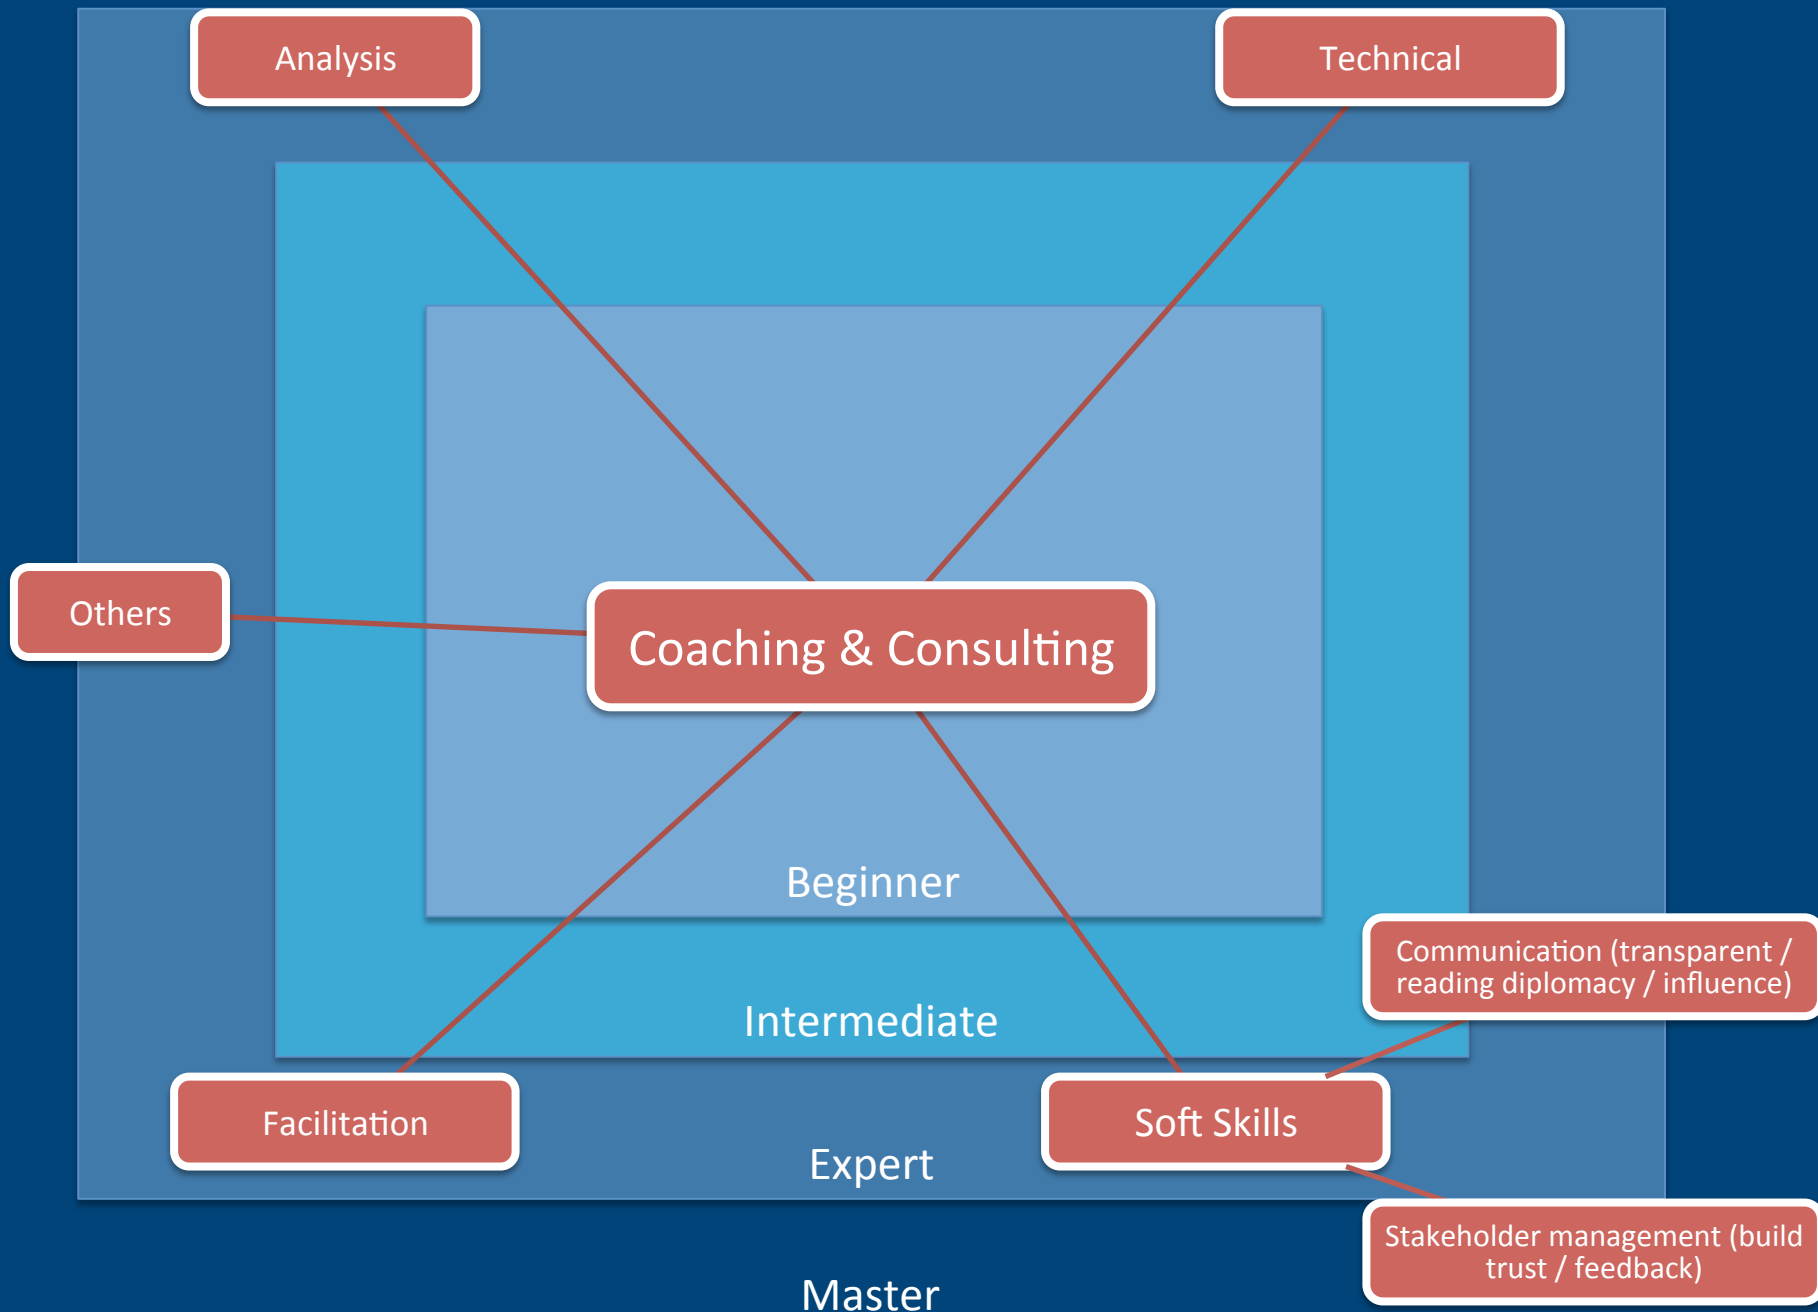 Analysis
Technical
Others
Coaching & Consulting
Beginner
Communication (transparent /
reading diplomacy / influence)
Intermediate
Facilitation
Soft Skills
Expert
Stakeholder management (build
trust / feedback)
Master